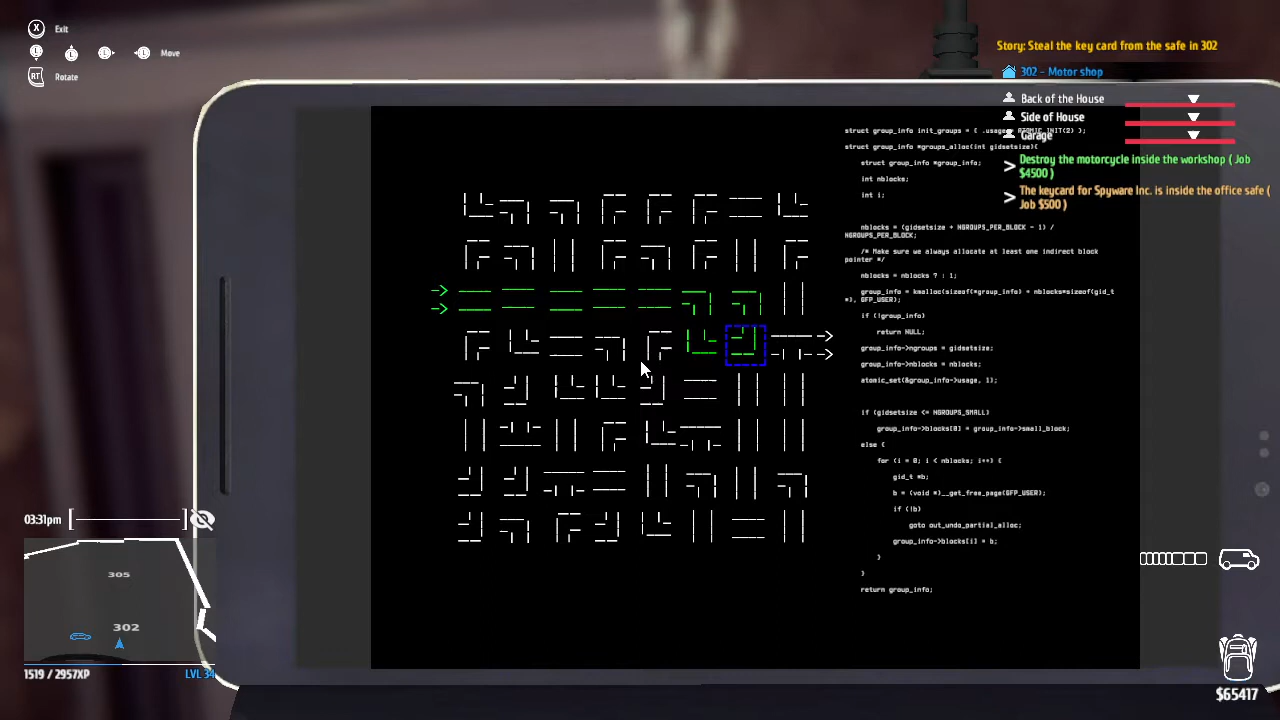 X Exit
L L L L Move
RT Rotate
Story: Steal the key card from the safe in 302
302 - Motor shop
Back of the House
Side of House
Garage
> Destroy the motorcycle inside the workshop ( Job
$4500 )
> The keycard for Spyware Inc. is inside the office safe (
Job $500 )
struct group_info init_groups = { .usage= ATOMIC_INIT(2) };
struct group_info *groups_alloc(int gidsetsize){
struct group_info *group_info;
int nblocks;
int i;
nblocks = (gidsetsize + NGROUPS_PER_BLOCK - 1) /
NGROUPS_PER_BLOCK;
/* Make sure we always allocate at least one indirect block
pointer */
nblocks = nblocks ? : 1;
group_info = kmalloc(sizeof(*group_info) + nblocks*sizeof(gid_t
*), GFP_USER);
if (!group_info)
return NULL;
group_info->ngroups = gidsetsize;
group_info->nblocks = nblocks;
atomic_set(&group_info->usage, 1);
if (gidsetsize <= NGROUPS_SMALL)
group_info->blocks[0] = group_info->small_block;
else {
for (i = 0; i < nblocks; i++) {
gid_t *b;
b = (void *)__get_free_page(GFP_USER);
if (!b)
goto out_undo_partial_alloc;
group_info->blocks[i] = b;
}
}
return group_info;
03:31pm
305
302
1519 / 2957XP
LVL 34
$65417